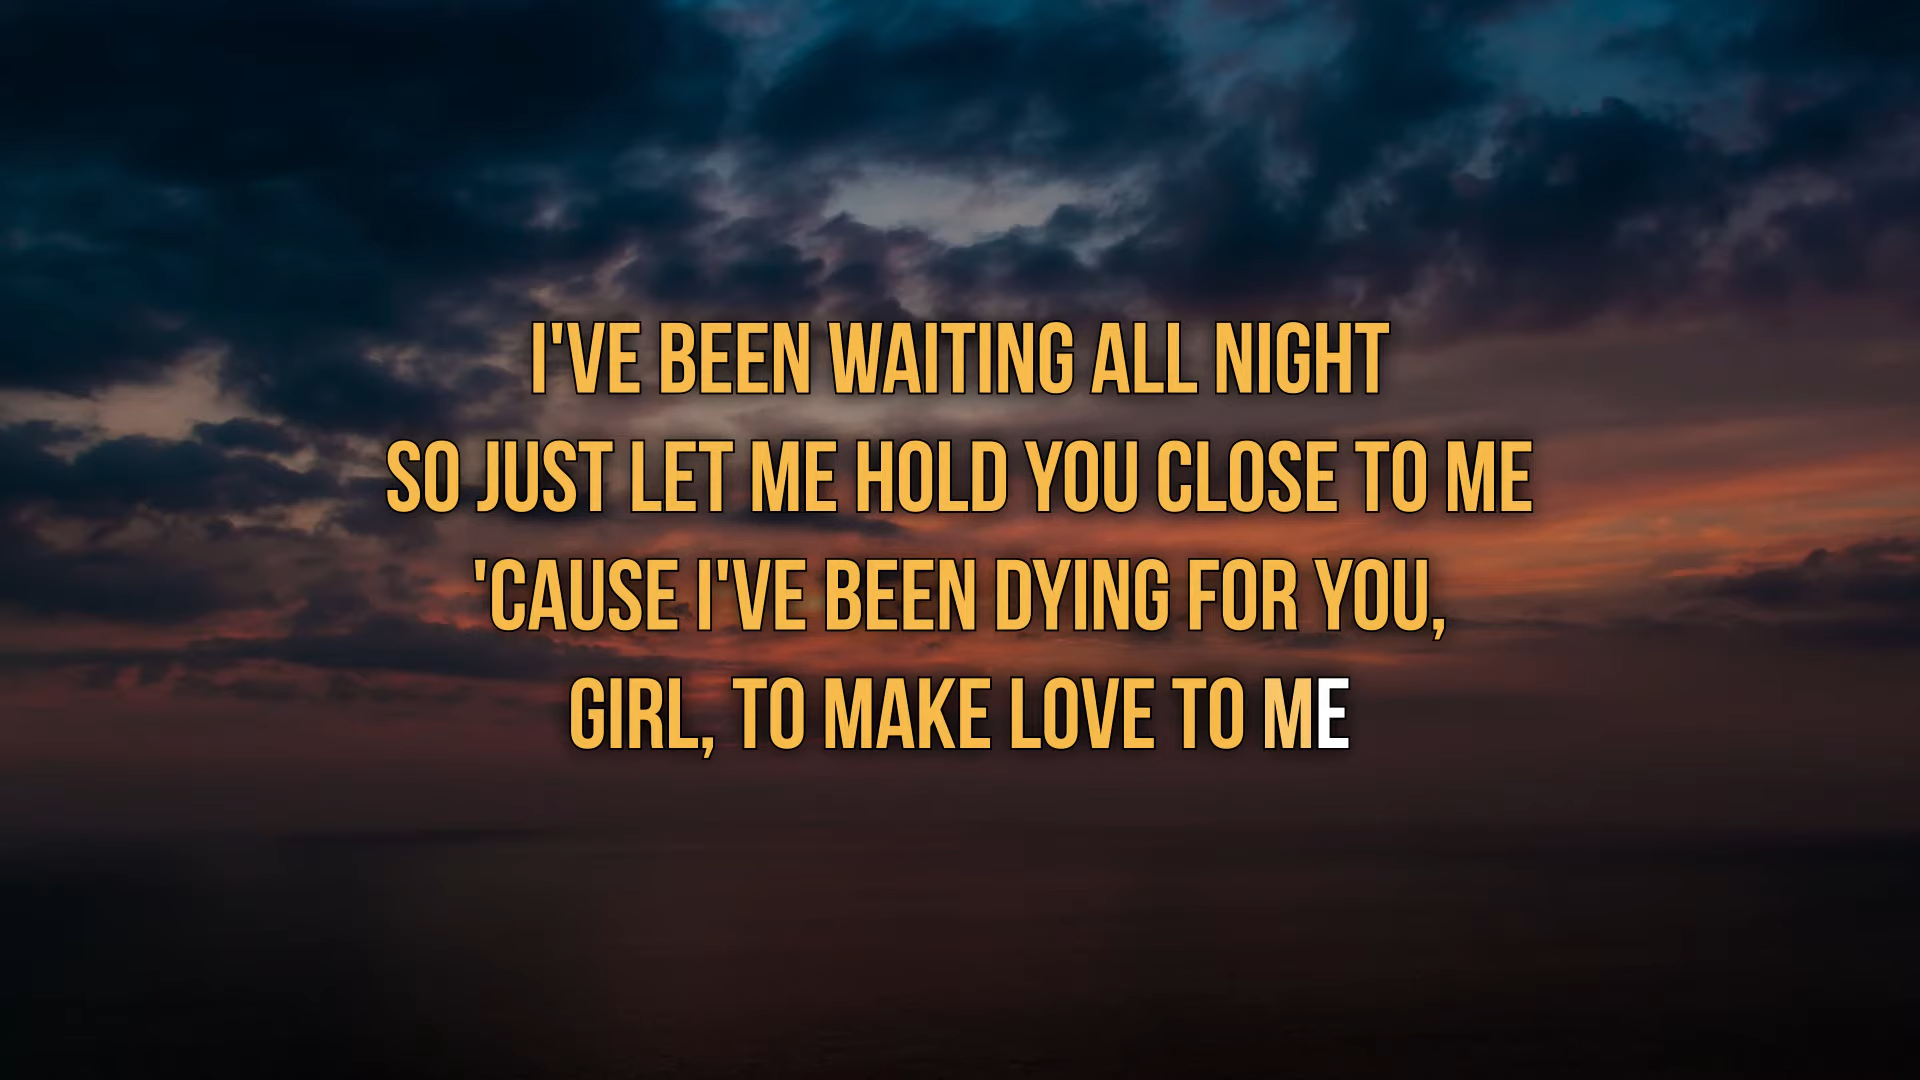 I'VE BEEN WAITING ALL NIGHT
SO JUST LET ME HOLD YOU CLOSE TO ME
'CAUSE I'VE BEEN DYING FOR YOU,
GIRL, TO MAKE LOVE TO ME